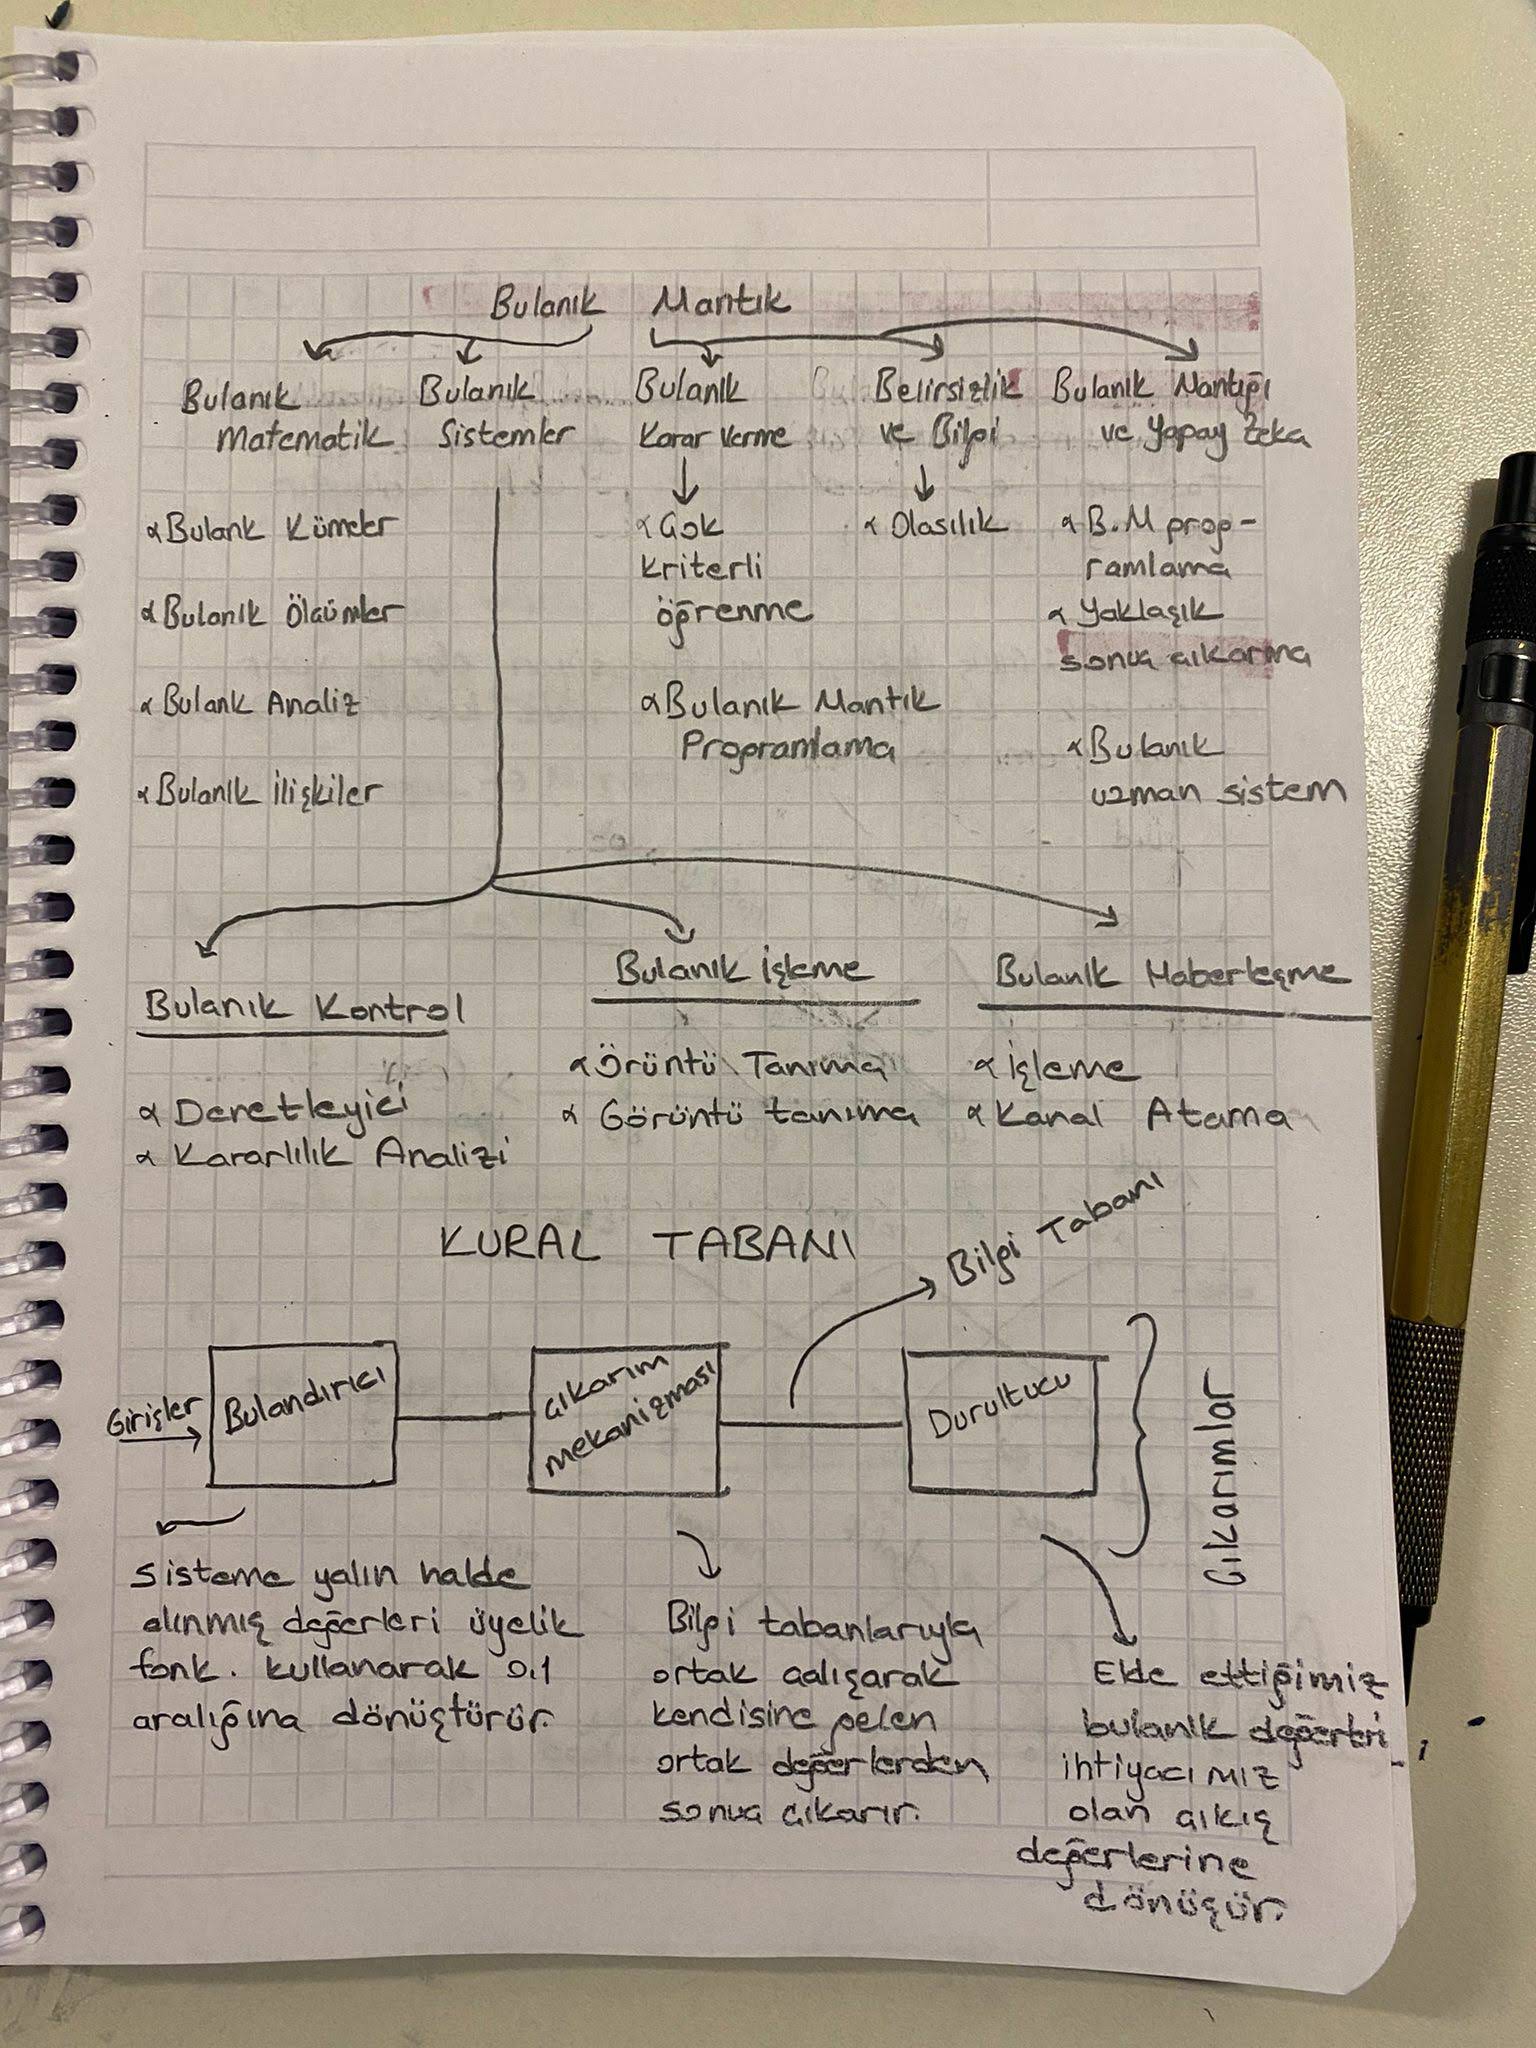 Bulanık Mantık
Bulanık Matematik
Bulanık Sistemler
Bulanık Karar Verme
Belirsizlik ve Bilgi
Bulanık Mantığı ve Yapay Zeka
∝ Bulanık Kümeler
∝ Bulanık Ölçümler
∝ Bulanık Analiz
∝ Bulanık İlişkiler
∝ Çok
kriterli
öğrenme
∝ Bulanık Mantık
Programlama
∝ Olasılık
∝ B.M prog-
ramlama
∝ Yaklaşık
sonuç çıkarma
∝ Bulanık
uzman sistem
Bulanık Kontrol
∝ Denetleyici
∝ Kararlılık Analizi
Bulanık İşleme
∝ Örüntü Tanıma
∝ Görüntü tanıma
Bulanık Haberleşme
∝ İşleme
∝ Kanal Atama
KURAL TABANI
Bilgi Tabanı
Girişler
Bulandırıcı
Çıkarım
mekanizması
Durultucu
Çıkarımlar
Sisteme yalın halde
alınmış değerleri üyelik
fonk. kullanarak 0,1
aralığına dönüştürür.
Bilgi tabanlarıyla
ortak çalışarak
kendisine gelen
ortak değerlerden
sonuç çıkarır.
Elde ettiğimiz
bulanık değerleri
ihtiyacımız
olan çıkış
değerlerine
dönüşür.